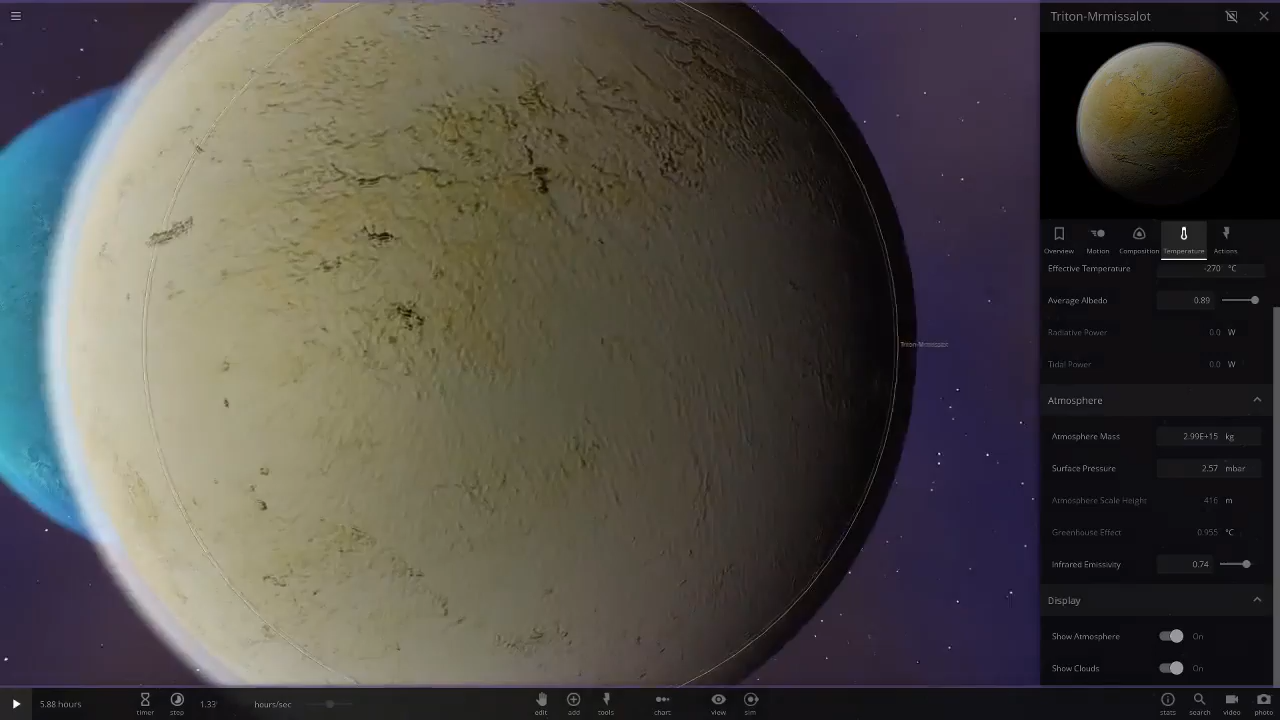 Triton-Mrmissalot
Overview Motion Composition Temperature Actions
Effective Temperature -270 °C
Average Albedo 0.89
Radiative Power 0.0 W
Tidal Power 0.0 W
Atmosphere
Atmosphere Mass 2.99E+15 kg
Surface Pressure 2.57 mbar
Atmosphere Scale Height 416 m
Greenhouse Effect 0.955 °C
Infrared Emissivity 0.74
Display
Show Atmosphere On
Show Clouds On
Triton-Mrmissalot
5.88 hours timer step 1.33 hours/sec edit add tools chart view sim stats search video photo